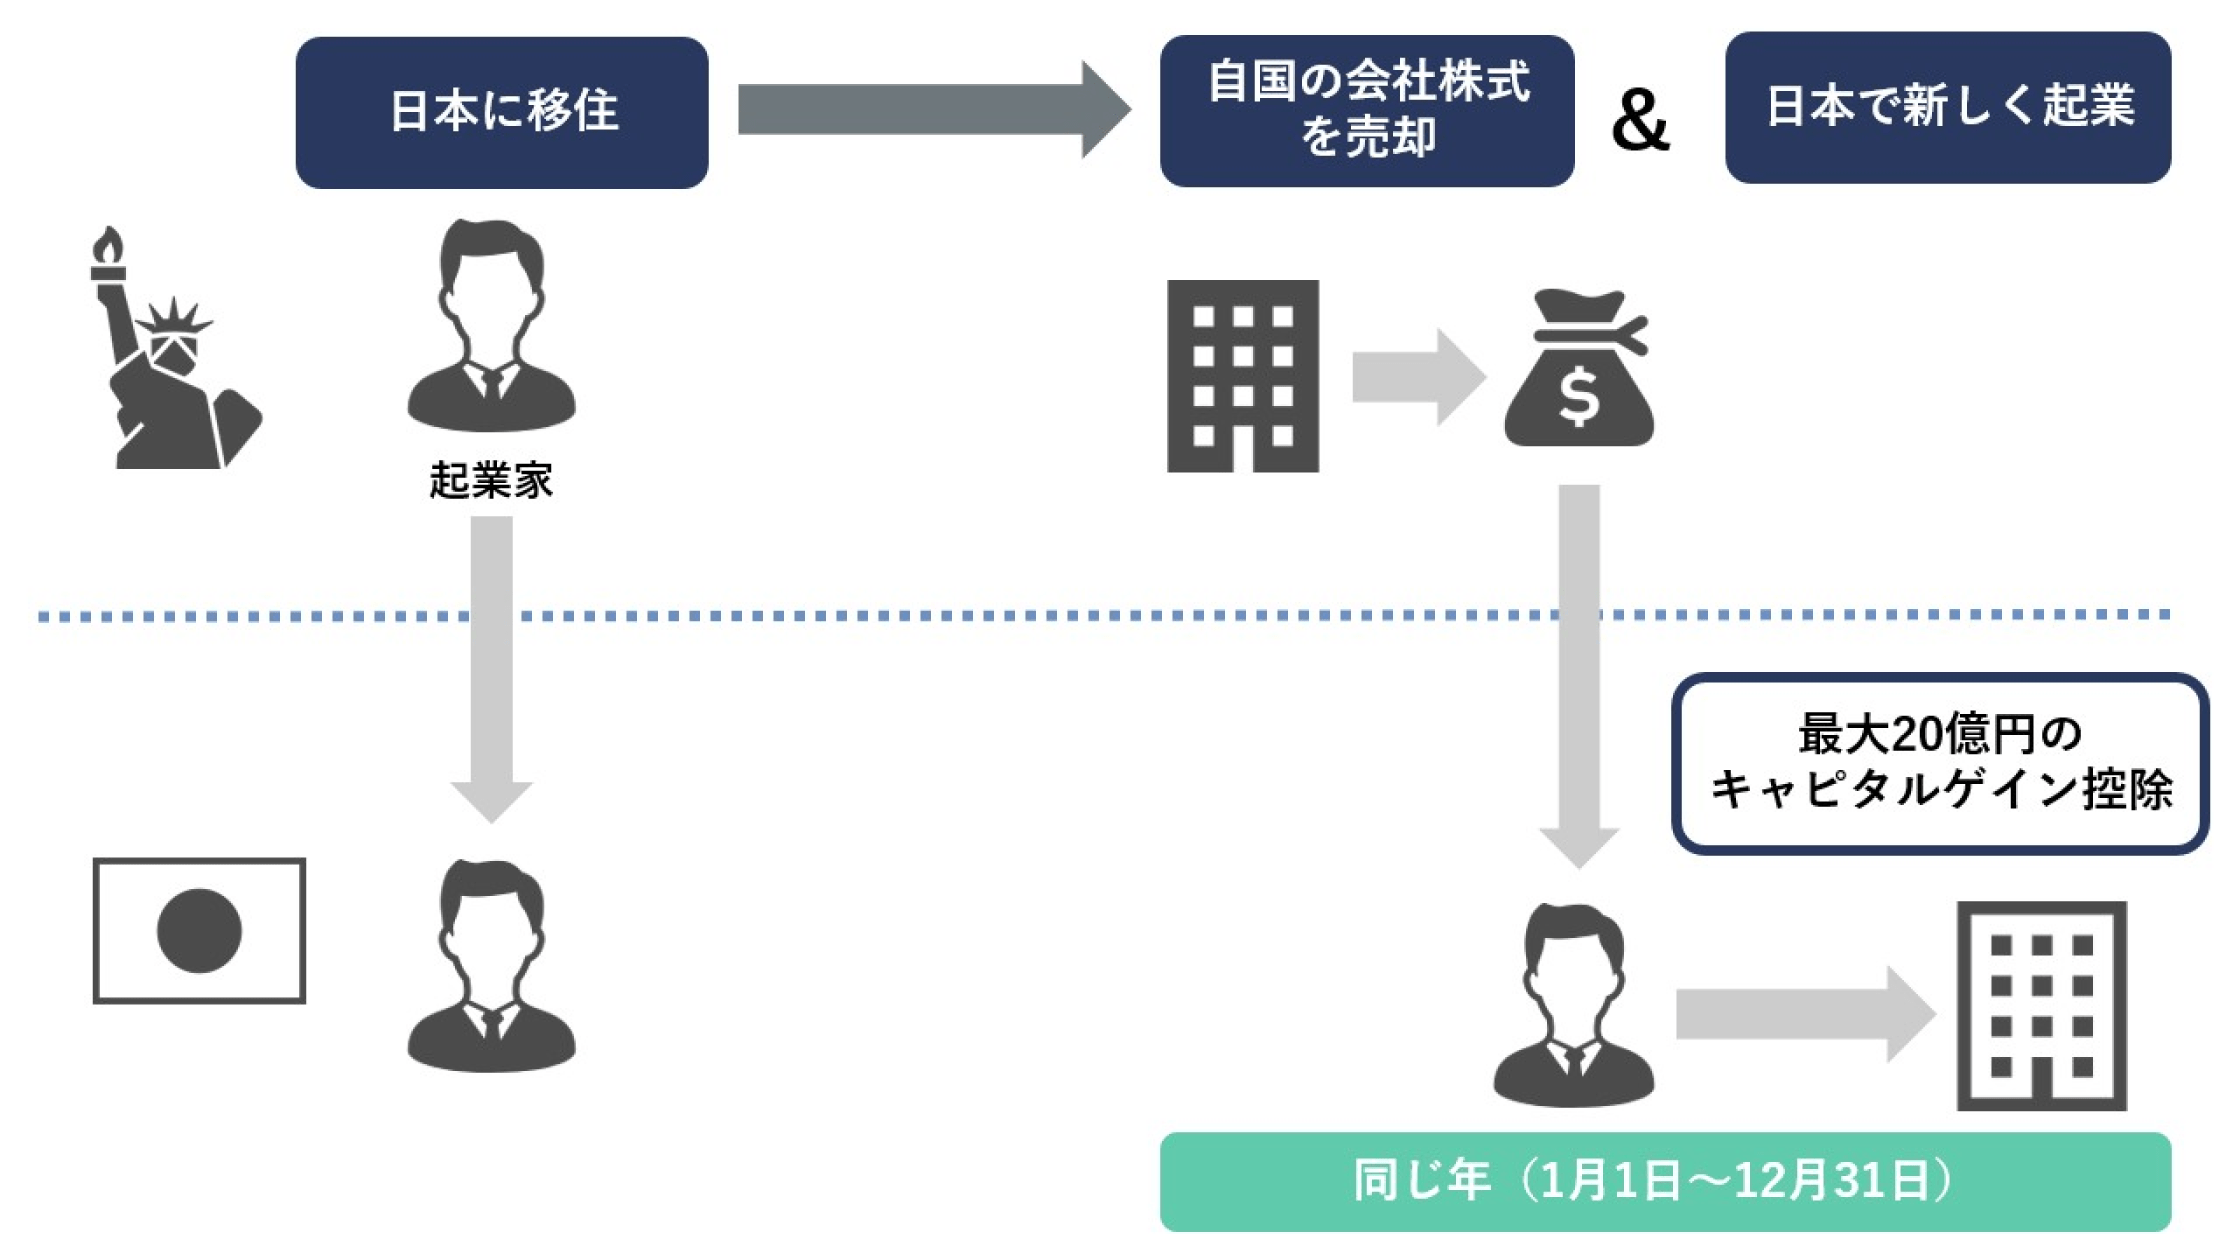 日本に移住
自国の会社株式
を売却
&
日本で新しく起業
起業家
$
最大20億円の
キャピタルゲイン控除
同じ年（1月1日～12月31日）